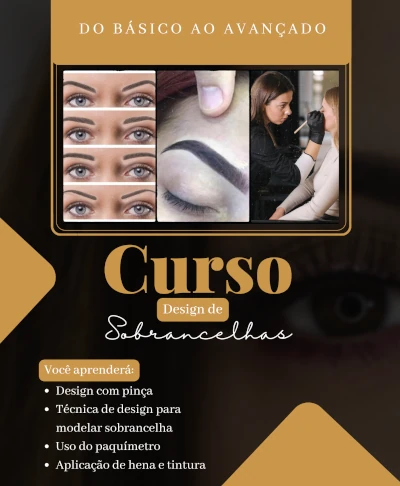 DO BÁSICO AO AVANÇADO
Curso
Design de
Sobrancelhas
Você aprenderá:
• Design com pinça
• Técnica de design para
modelar sobrancelha
• Uso do paquímetro
• Aplicação de hena e tintura